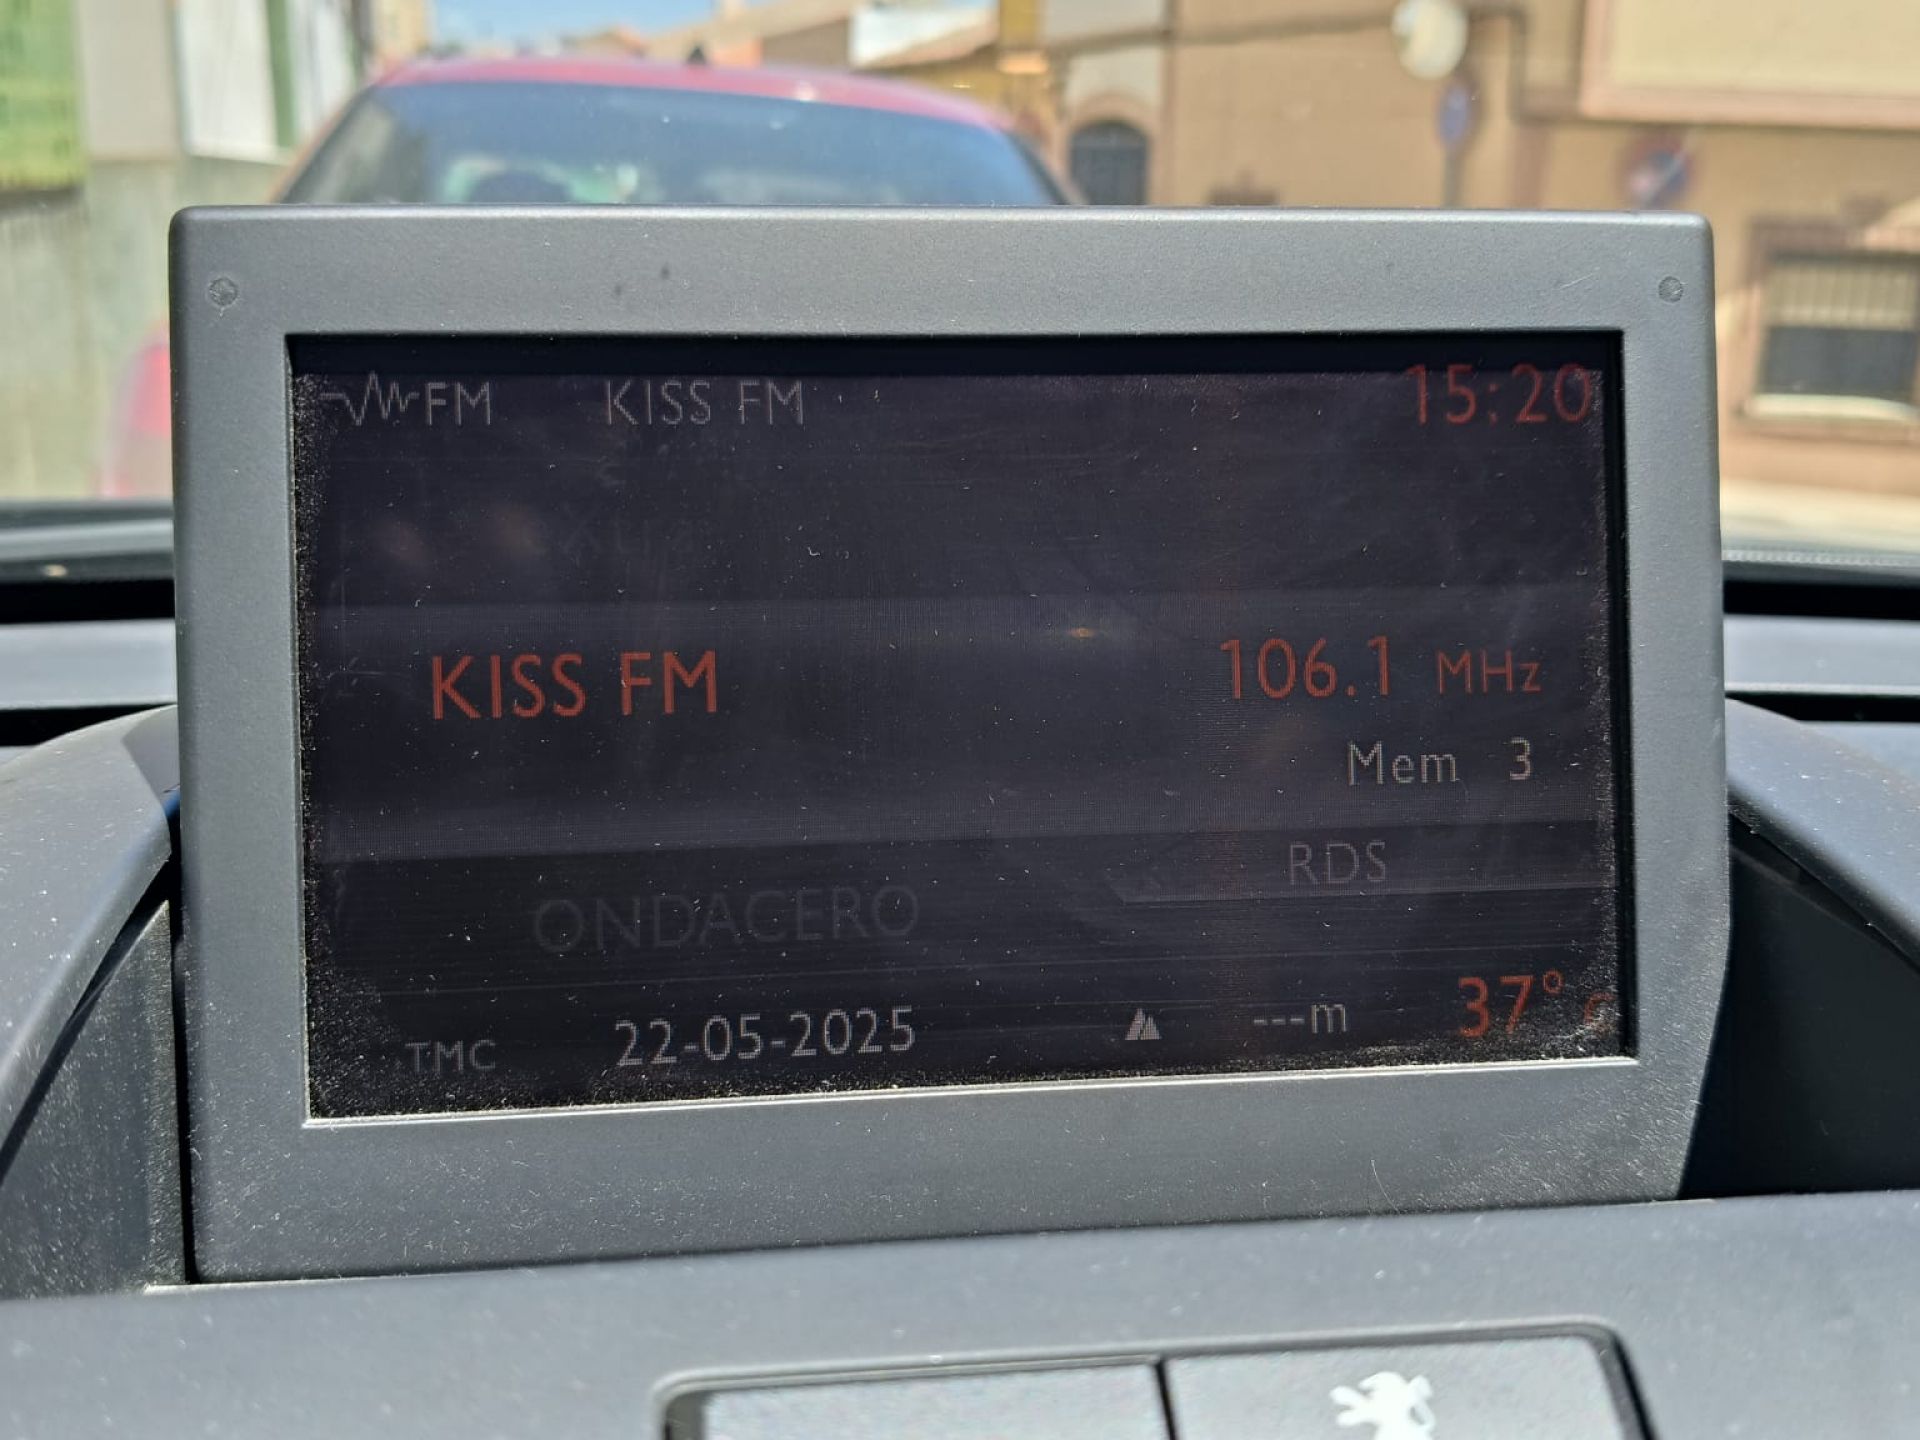 FM KISS FM 15:20
KISS FM 106.1 MHz
Mem 3
RDS
ONDACERO
TMC 22-05-2025 ---m 37° C